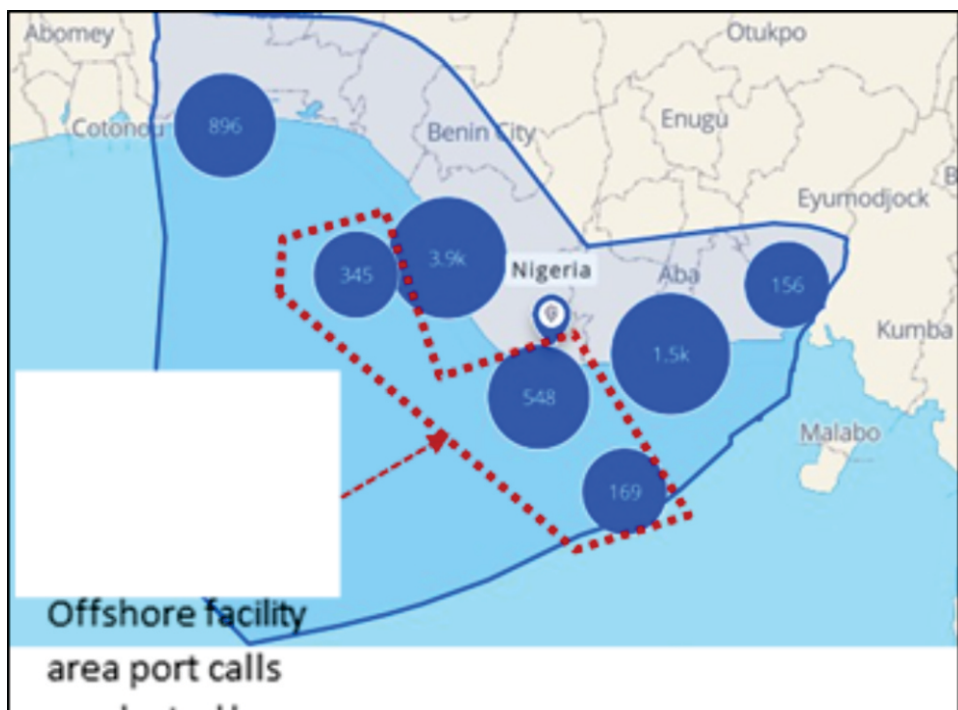 Abomey
Otukpo
Cotonou
896
Benin City
Enugu
Eyumodjock
B
345
3.9k
Nigeria
Aba
156
G
Kumba
1.5k
548
Malabo
169
Offshore facility
area port calls